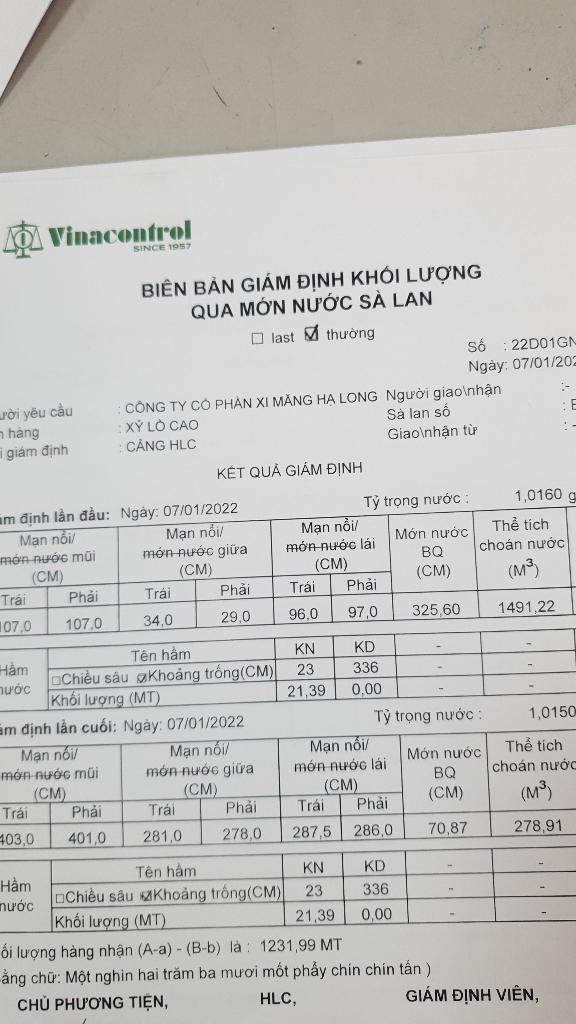 Vinacontrol
SINCE 1957
BIÊN BẢN GIÁM ĐỊNH KHỐI LƯỢNG
QUA MỚN NƯỚC SÀ LAN
☐ last ☑ thường
Số : 22D01GN
Ngày: 07/01/202
ười yêu cầu : CÔNG TY CỔ PHẦN XI MĂNG HẠ LONG Người giao\nhận :-
n hàng : XỶ LÒ CAO Sà lan số :
i giám định : CẢNG HLC Giao\nhận từ : -
KẾT QUẢ GIÁM ĐỊNH
ám định lần đầu: Ngày: 07/01/2022 Tỷ trọng nước : 1,0160 g
Mạn nổi/ Mạn nổi/ Mạn nổi/ Mớn nước Thể tích
mớn nước mũi mớn nước giữa mớn nước lái BQ choán nước
(CM) (CM) (CM) (CM) (M3)
Trái Phải Trái Phải Trái Phải
107,0 107,0 34,0 29,0 96,0 97,0 325,60 1491,22
Hầm nước Tên hầm KN KD - -
☐Chiều sâu ☑Khoảng trống(CM) 23 336 - -
Khối lượng (MT) 21,39 0,00 - -
ám định lần cuối: Ngày: 07/01/2022 Tỷ trọng nước : 1,0150
Mạn nổi/ Mạn nổi/ Mạn nổi/ Mớn nước Thể tích
mớn nước mũi mớn nước giữa mớn nước lái BQ choán nước
(CM) (CM) (CM) (CM) (M3)
Trái Phải Trái Phải Trái Phải
403,0 401,0 281,0 278,0 287,5 286,0 70,87 278,91
Hầm nước Tên hầm KN KD - -
☐Chiều sâu ☑Khoảng trống(CM) 23 336 - -
Khối lượng (MT) 21,39 0,00 - -
ối lượng hàng nhận (A-a) - (B-b) là : 1231,99 MT
ằng chữ: Một nghìn hai trăm ba mươi mốt phẩy chín chín tấn )
CHỦ PHƯƠNG TIỆN, HLC, GIÁM ĐỊNH VIÊN,